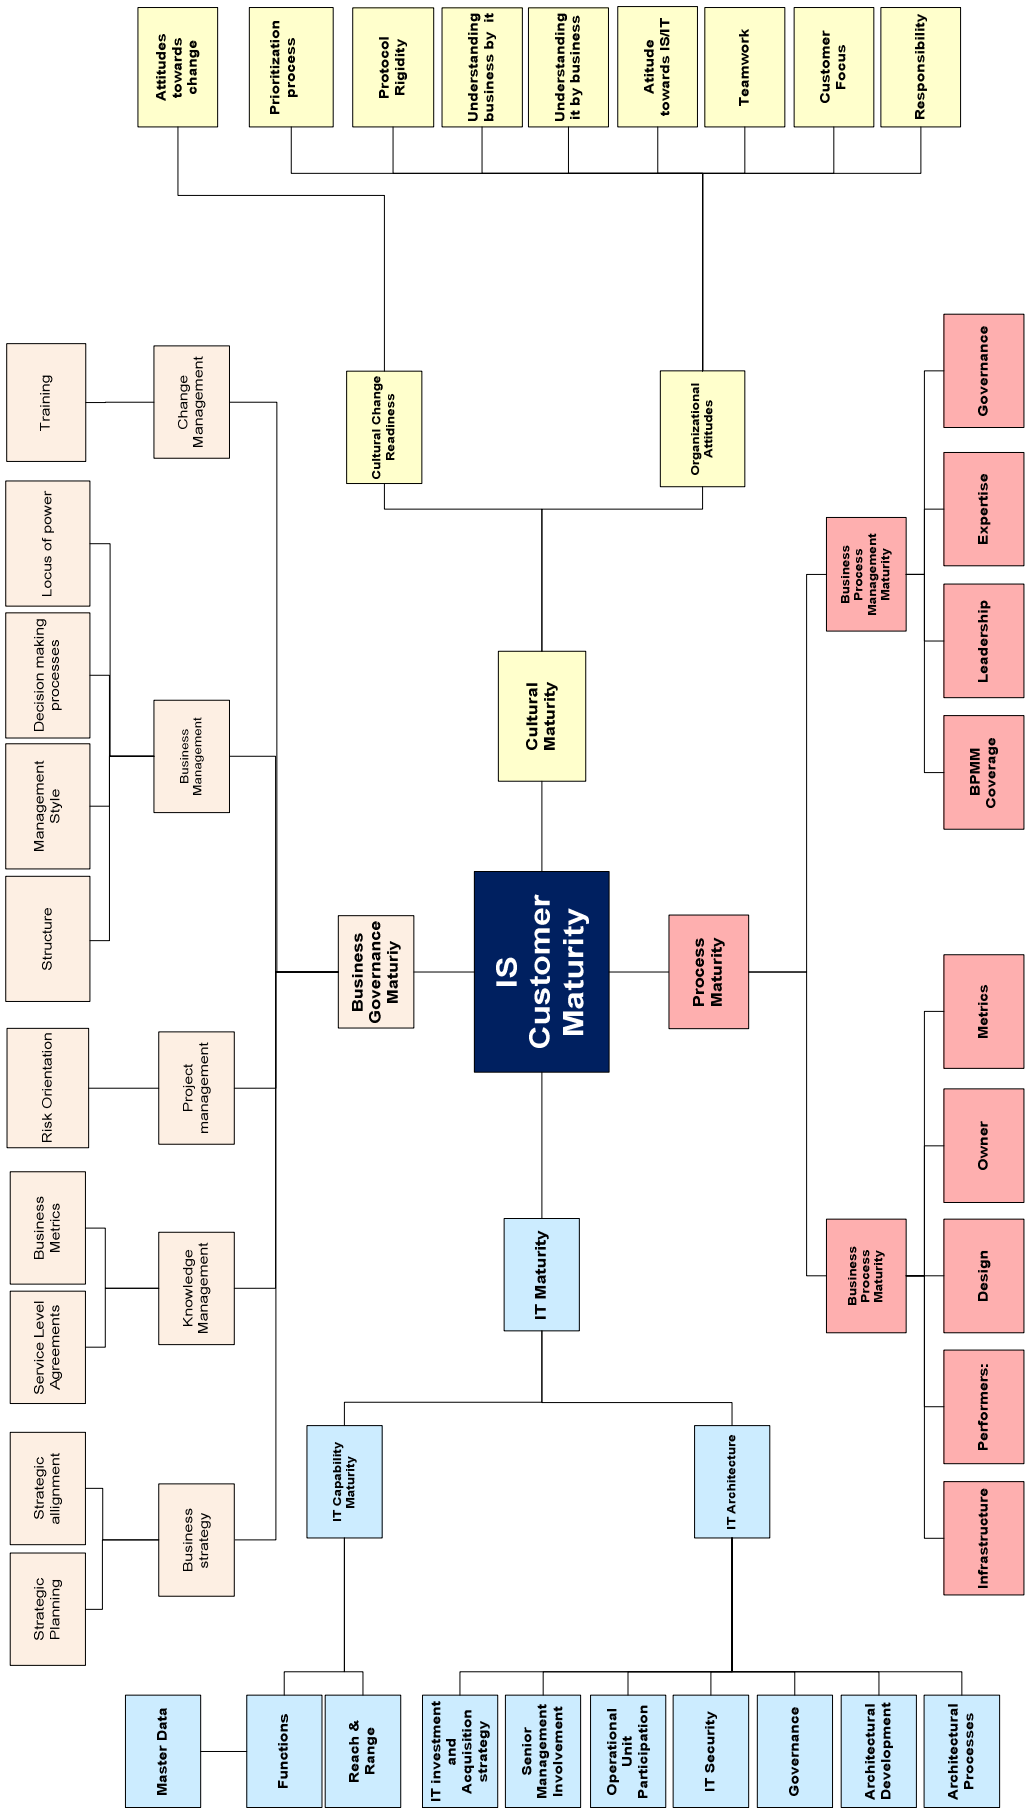 Strategic
Planning
Strategic
allignment
Service Level
Agreements
Business
Metrics
Risk Orientation
Structure
Management
Style
Decision making
processes
Locus of power
Training
Master Data
Business
strategy
Knowledge
Management
Project
management
Business
Management
Change
Management
Attitudes
towards
change
Functions
Prioritization
process
Reach &
Range
IT Capability
Maturity
Business
Governance
Maturiy
Cultural Change
Readiness
Protocol
Rigidity
IT investment
and
Acquisition
strategy
Understanding
business by it
Senior
Management
Involvement
IT Maturity
IS
Customer
Maturity
Cultural
Maturity
Understanding
it by business
Operational
Unit
Participation
Atitude
towards IS/IT
IT Security
IT Architecture
Process
Maturity
Organizational
Attitudes
Teamwork
Governance
Customer
Focus
Architectural
Development
Business
Process
Maturity
Business
Process
Management
Maturity
Responsibility
Architectural
Processes
Infrastructure
Performers:
Design
Owner
Metrics
BPMM
Coverage
Leadership
Expertise
Governance